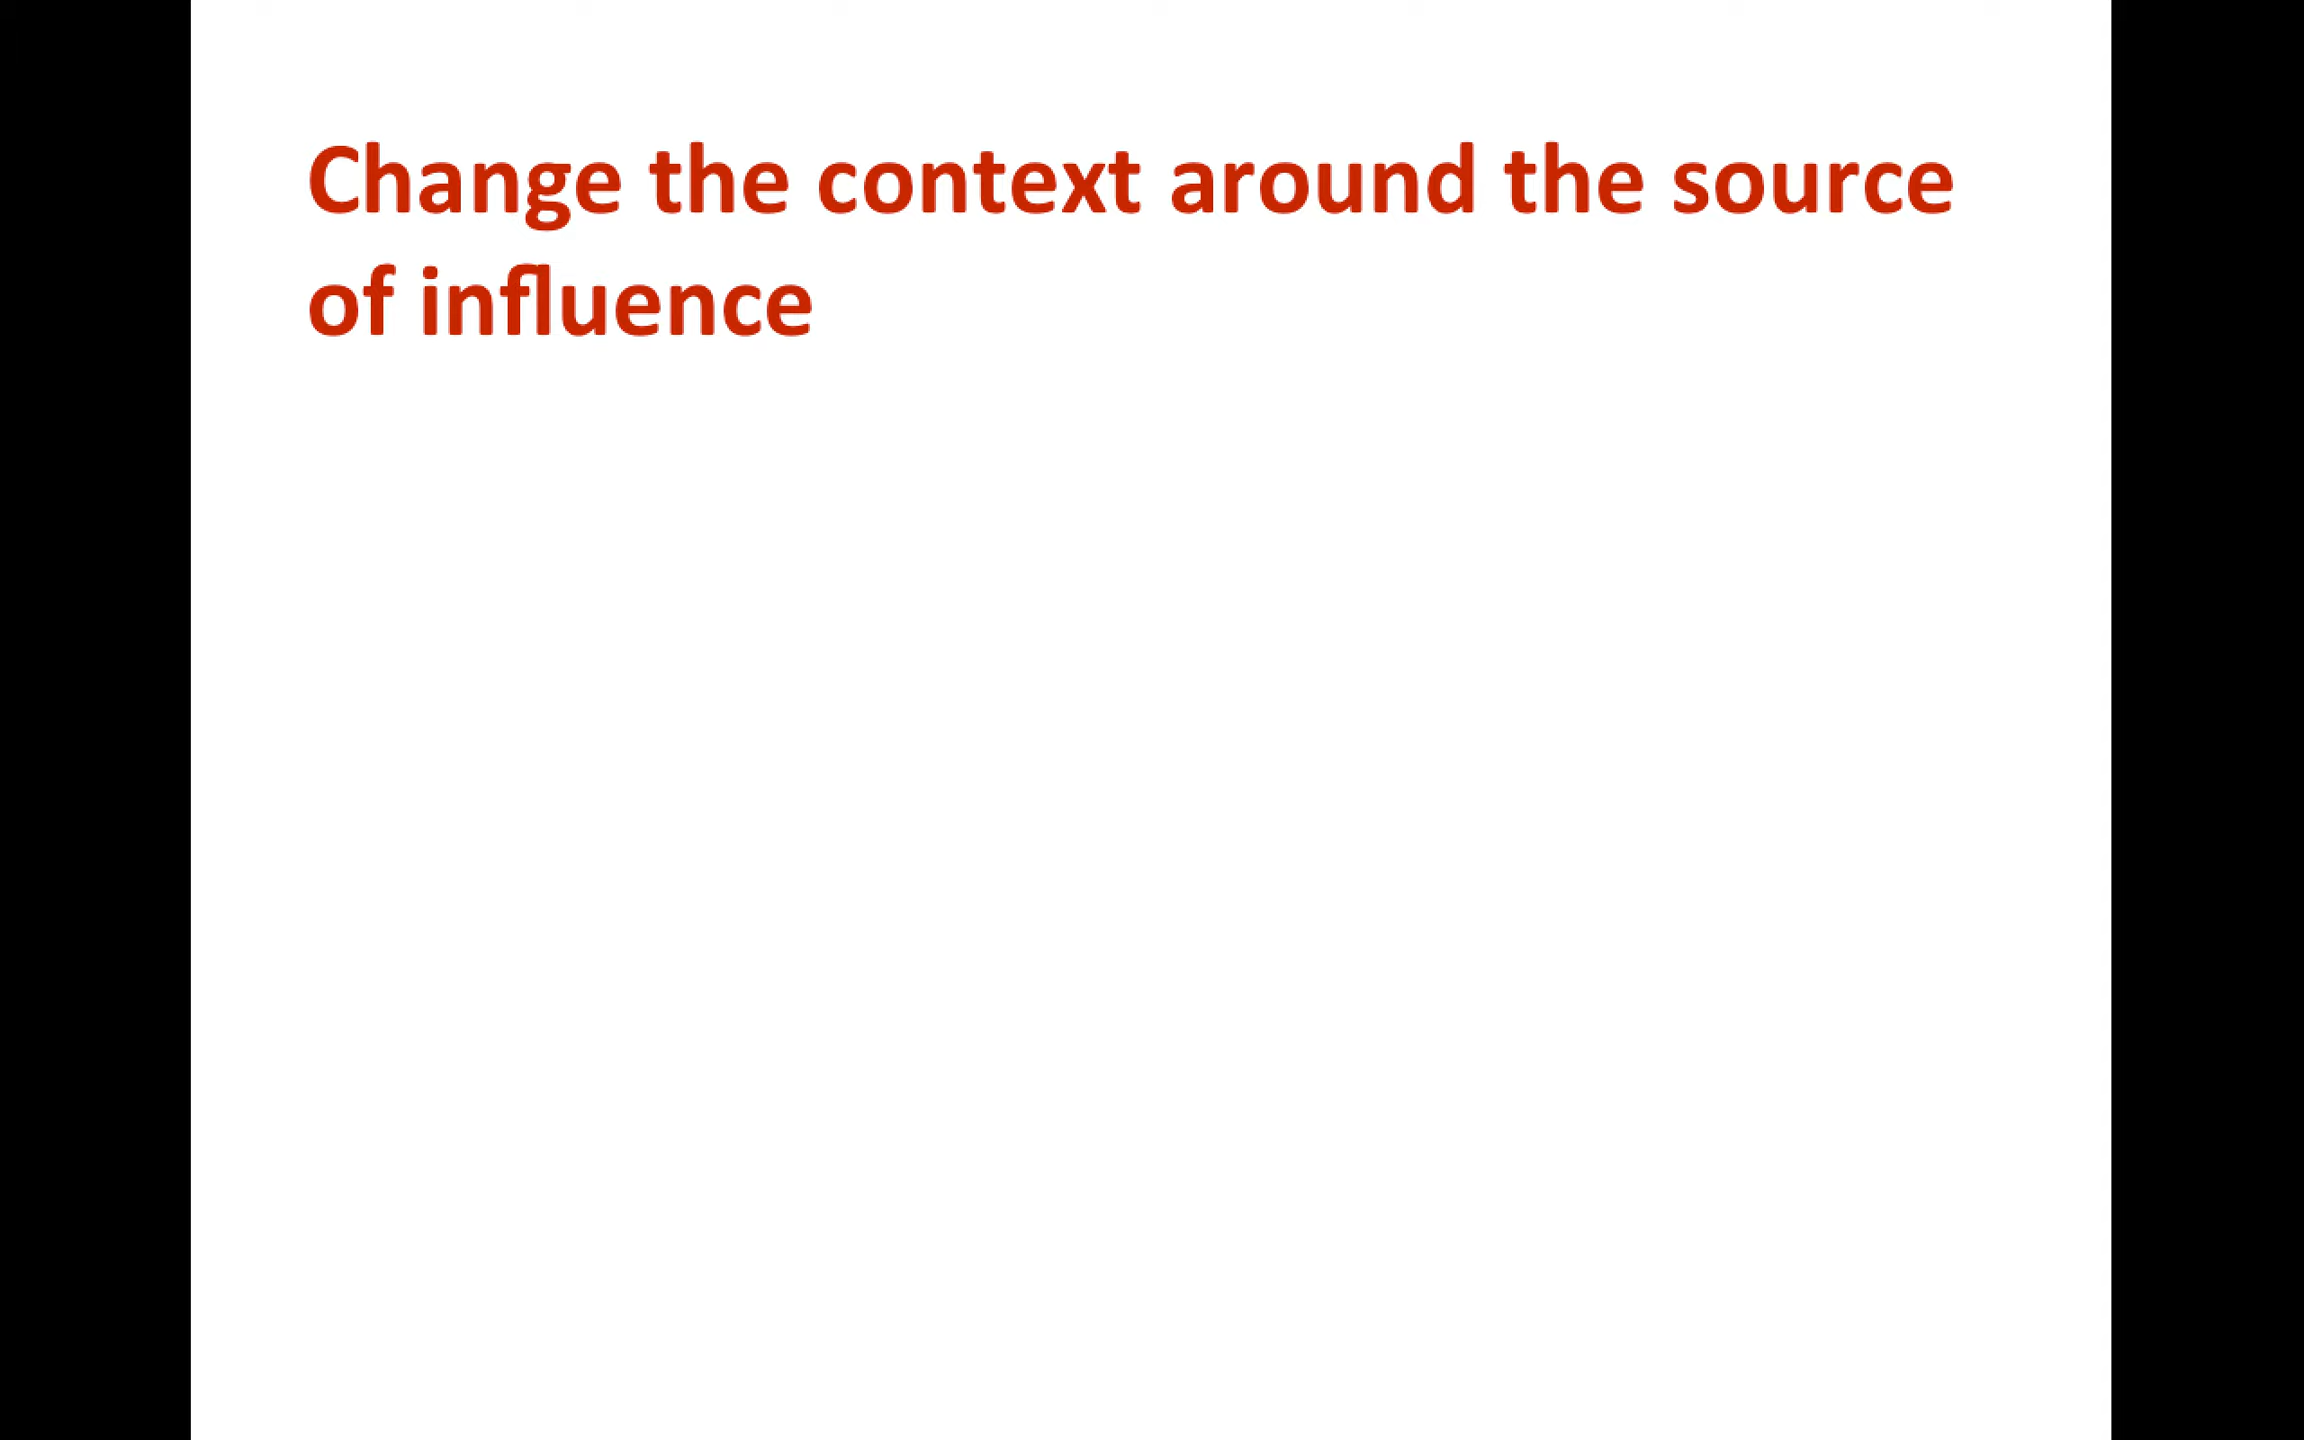 Change the context around the source
of influence